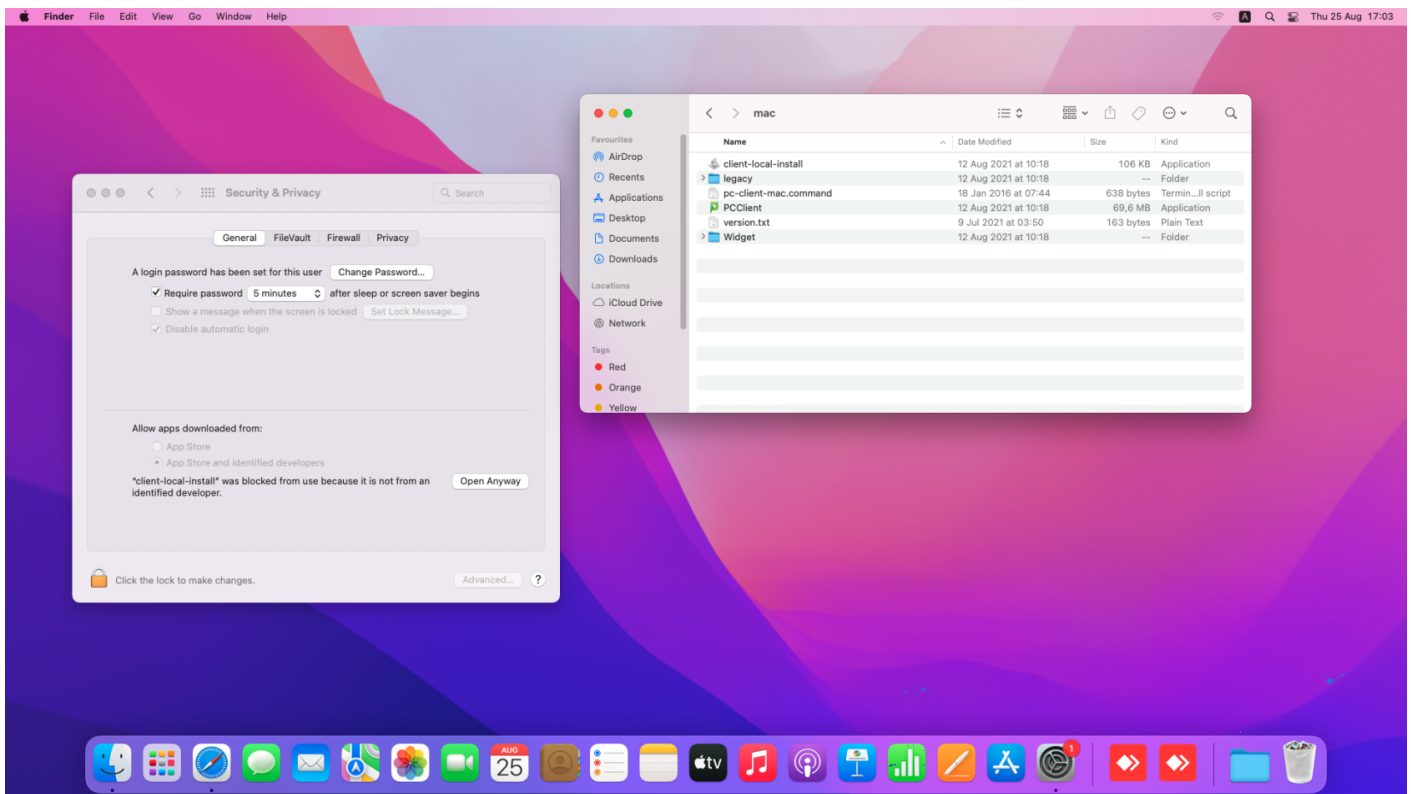 Finder File Edit View Go Window Help
A Thu 25 Aug 17:03
Security & Privacy
Search
General FileVault Firewall Privacy
A login password has been set for this user Change Password...
Require password 5 minutes after sleep or screen saver begins
Show a message when the screen is locked Set Lock Message...
Disable automatic login
Allow apps downloaded from:
App Store
App Store and identified developers
“client-local-install” was blocked from use because it is not from an
identified developer.
Open Anyway
Click the lock to make changes.
Advanced... ?
Favourites
AirDrop
Recents
Applications
Desktop
Documents
Downloads
Locations
iCloud Drive
Network
Tags
Red
Orange
Yellow
mac
Name Date Modified Size Kind
client-local-install 12 Aug 2021 at 10:18 106 KB Application
legacy 12 Aug 2021 at 10:18 -- Folder
pc-client-mac.command 18 Jan 2016 at 07:44 638 bytes Termin...ll script
PCClient 12 Aug 2021 at 10:18 69,6 MB Application
version.txt 9 Jul 2021 at 03:50 163 bytes Plain Text
Widget 12 Aug 2021 at 10:18 -- Folder
AUG
25
tv
1